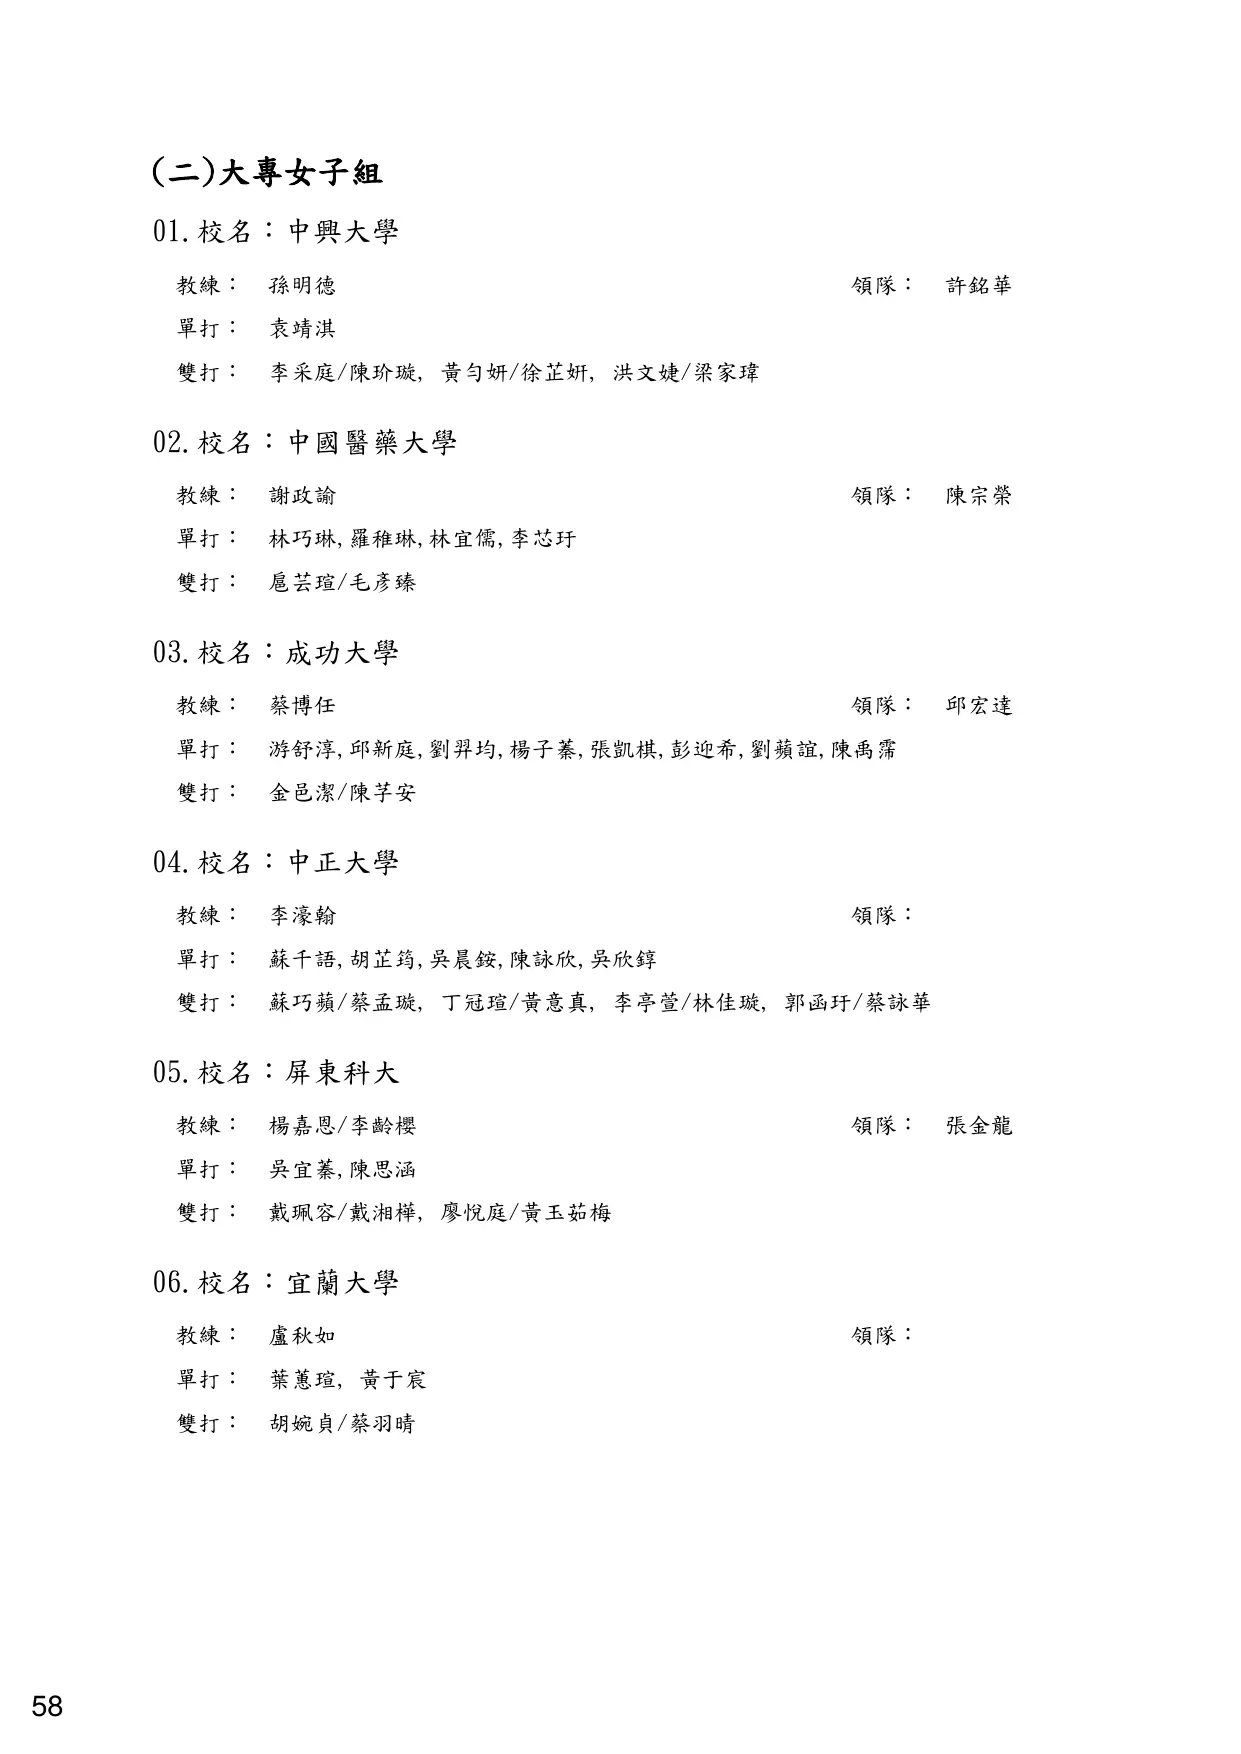 (二)大專女子組
01.校名：中興大學
教練： 孫明德 領隊： 許銘華
單打： 袁靖淇
雙打： 李采庭/陳玠璇, 黃勻妍/徐芷妍, 洪文婕/梁家瑋
02.校名：中國醫藥大學
教練： 謝政諭 領隊： 陳宗榮
單打： 林巧琳,羅稚琳,林宜儒,李芯玗
雙打： 扈芸瑄/毛彥臻
03.校名：成功大學
教練： 蔡博任 領隊： 邱宏達
單打： 游舒淳,邱新庭,劉羿均,楊子蓁,張凱棋,彭迎希,劉蘋誼,陳禹霈
雙打： 金邑潔/陳芓安
04.校名：中正大學
教練： 李濠翰 領隊：
單打： 蘇千語,胡芷筠,吳晨銨,陳詠欣,吳欣錞
雙打： 蘇巧蘋/蔡孟璇, 丁冠瑄/黃意真, 李亭萱/林佳璇, 郭函玗/蔡詠華
05.校名：屏東科大
教練： 楊嘉恩/李齡櫻 領隊： 張金龍
單打： 吳宜蓁,陳思涵
雙打： 戴珮容/戴湘樺, 廖悅庭/黃玉茹梅
06.校名：宜蘭大學
教練： 盧秋如 領隊：
單打： 葉蕙瑄, 黃于宸
雙打： 胡婉貞/蔡羽晴
58